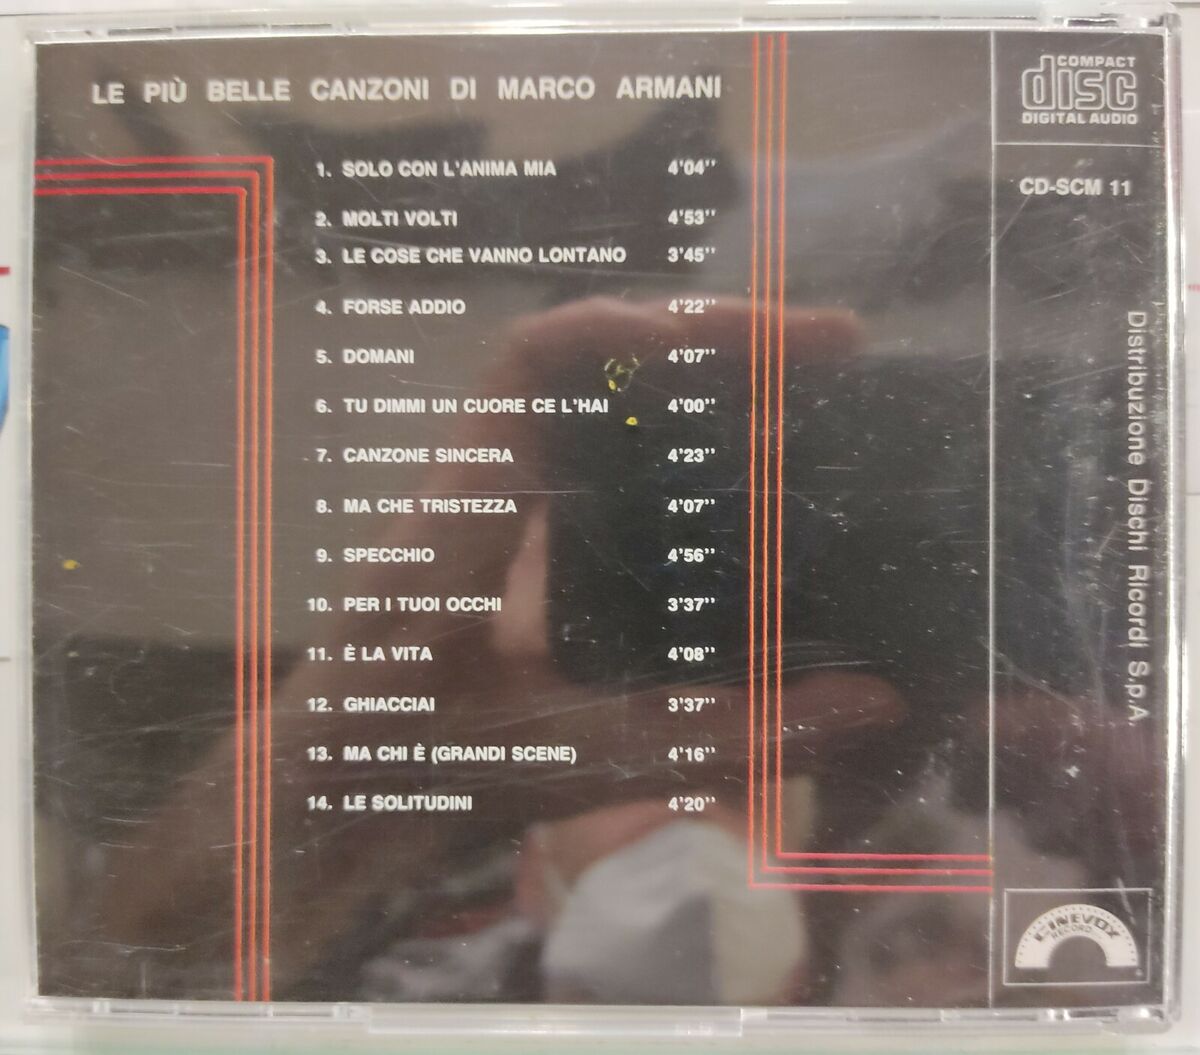 LE PIÙ BELLE CANZONI DI MARCO ARMANI
1. SOLO CON L'ANIMA MIA 4'04''
2. MOLTI VOLTI 4'53''
3. LE COSE CHE VANNO LONTANO 3'45''
4. FORSE ADDIO 4'22''
5. DOMANI 4'07''
6. TU DIMMI UN CUORE CE L'HAI 4'00''
7. CANZONE SINCERA 4'23''
8. MA CHE TRISTEZZA 4'07''
9. SPECCHIO 4'56''
10. PER I TUOI OCCHI 3'37''
11. È LA VITA 4'08''
12. GHIACCIAI 3'37''
13. MA CHI È (GRANDI SCENE) 4'16''
14. LE SOLITUDINI 4'20''
COMPACT
disc
DIGITAL AUDIO
CD-SCM 11
Distribuzione Dischi Ricordi S.p.A.
CINEVOX
RECORD